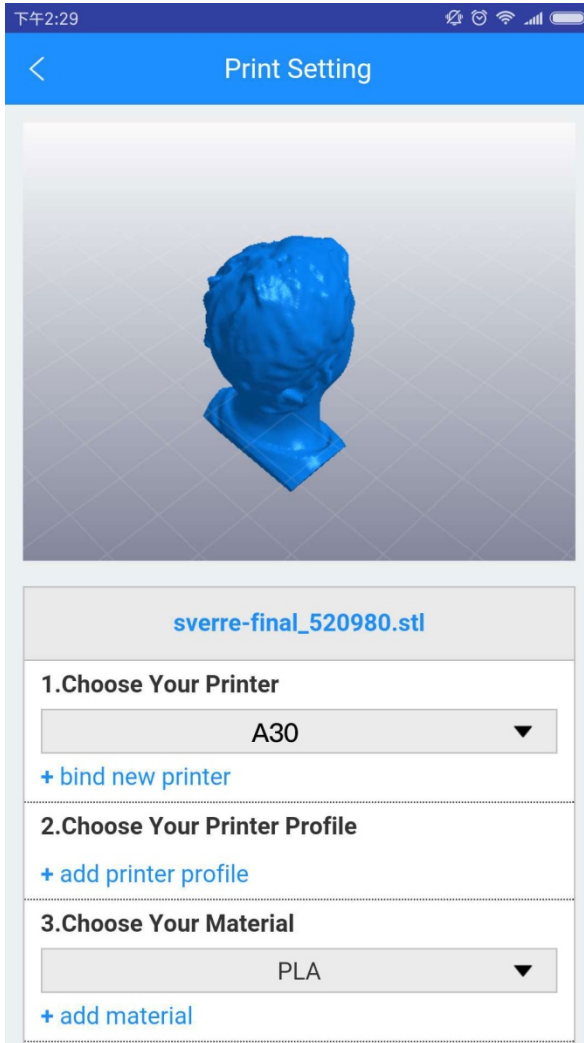 下午2:29
Print Setting
sverre-final_520980.stl
1.Choose Your Printer
A30
+ bind new printer
2.Choose Your Printer Profile
+ add printer profile
3.Choose Your Material
PLA
+ add material